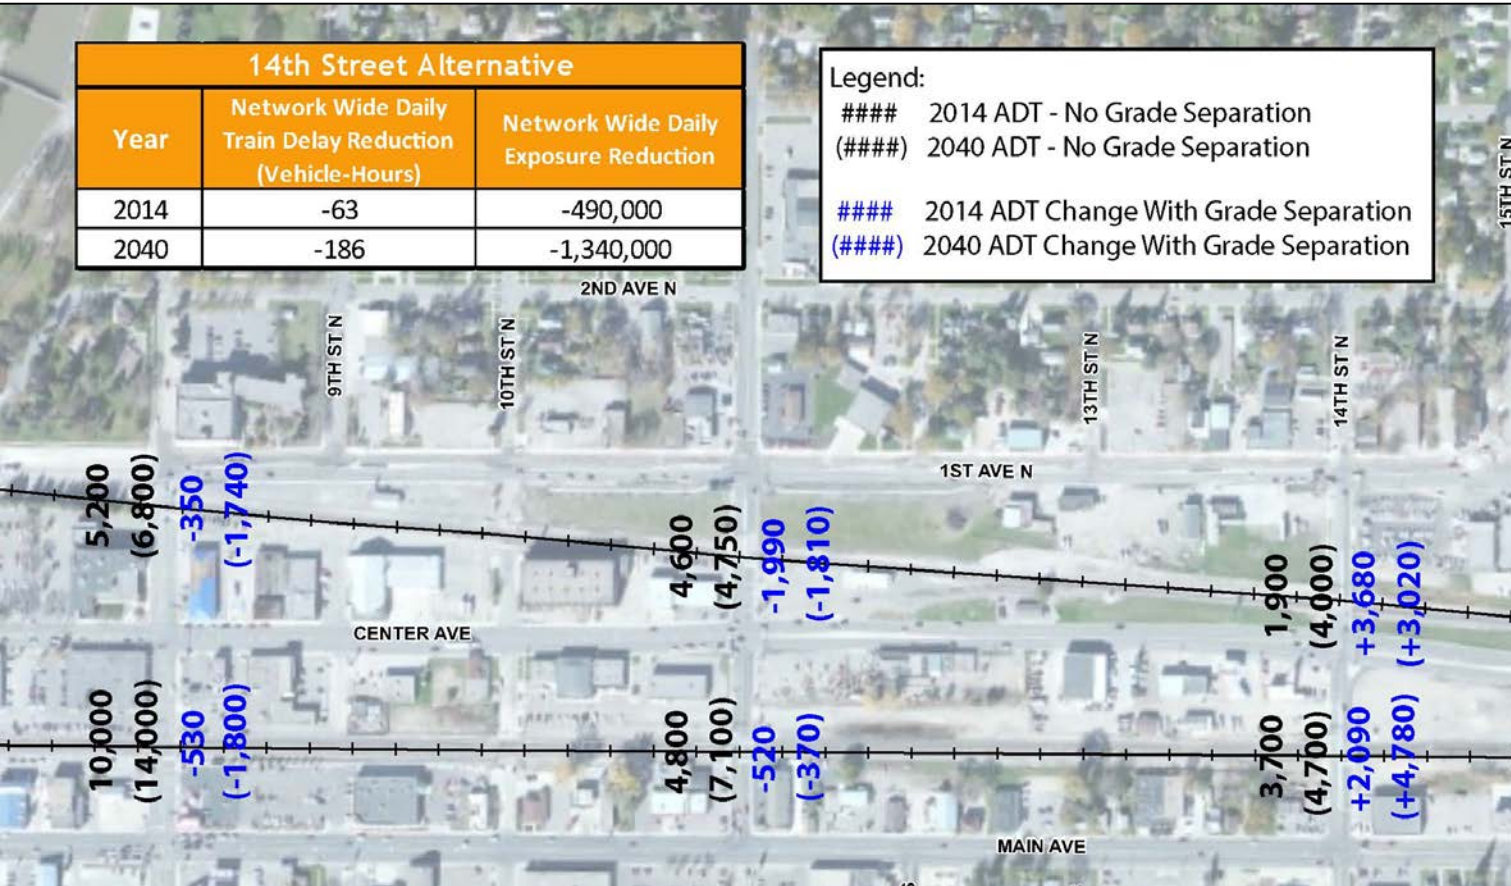 14th Street Alternative
Year
Network Wide Daily
Train Delay Reduction
(Vehicle-Hours)
Network Wide Daily
Exposure Reduction
2014 -63 -490,000
2040 -186 -1,340,000
Legend:
#### 2014 ADT - No Grade Separation
(####) 2040 ADT - No Grade Separation
#### 2014 ADT Change With Grade Separation
(####) 2040 ADT Change With Grade Separation
15TH ST N
2ND AVE N
9TH ST N
10TH ST N
13TH ST N
14TH ST N
1ST AVE N
5,200
(6,800)
-350
(-1,740)
4,600
(4,750)
-1,990
(-1,810)
1,900
(4,000)
+3,680
(+3,020)
CENTER AVE
10,000
(14,000)
-530
(-1,800)
4,800
(7,100)
-520
(-370)
3,700
(4,700)
+2,090
(+4,780)
MAIN AVE